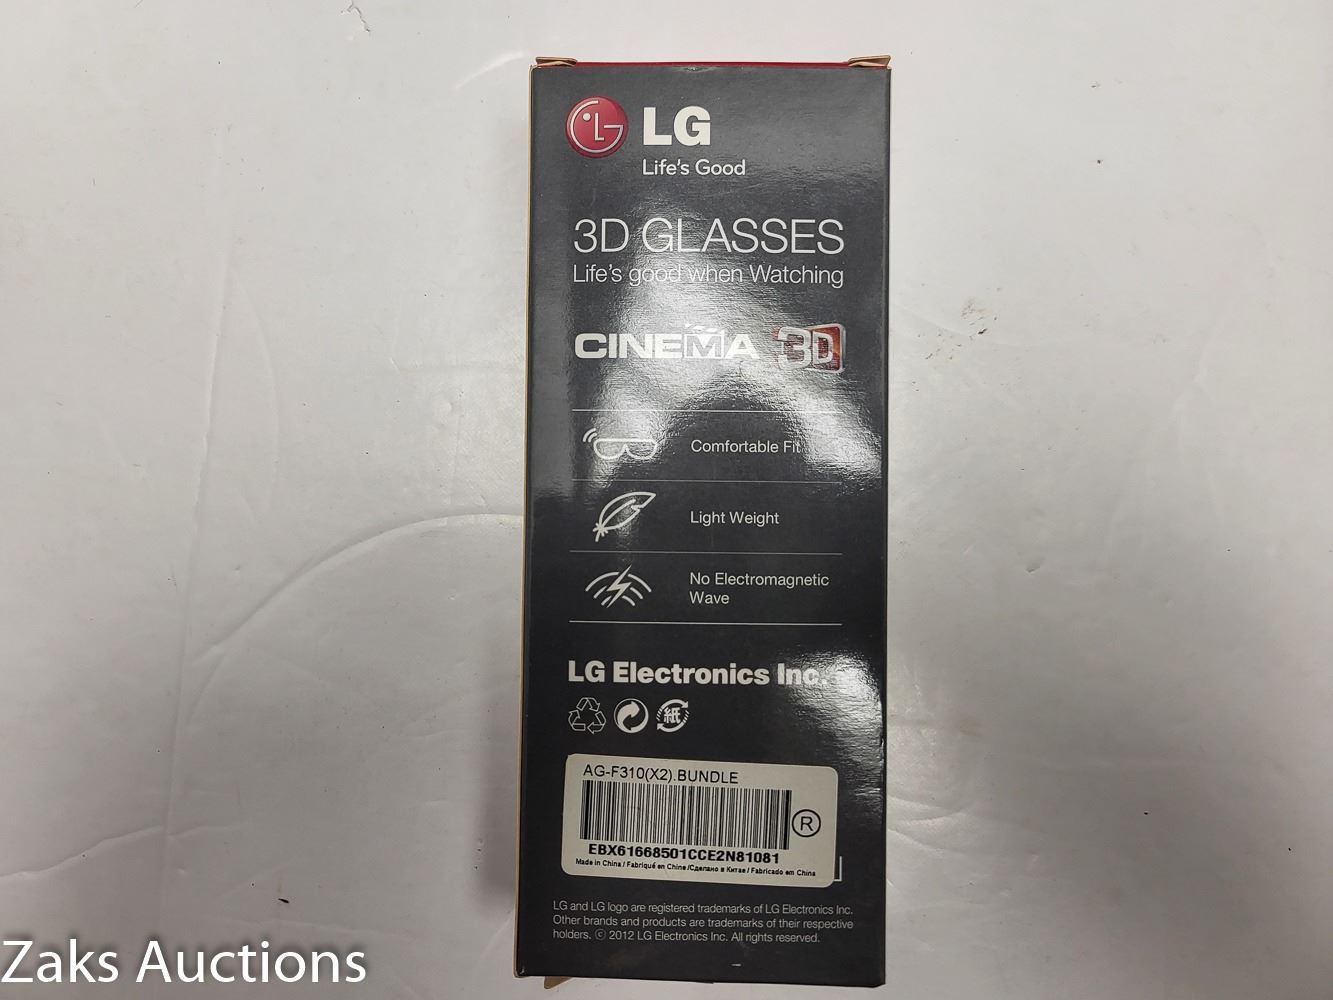 LG
LG
Life's Good
3D GLASSES
Life's good when Watching
CINEMA 3D
Comfortable Fit
Light Weight
No Electromagnetic
Wave
LG Electronics Inc.
紙
AG-F310(X2).BUNDLE
R
EBX61668501CCE2N81081
Made in China / Fabriqué en Chine /Сделано в Китае / Fabricado em China
LG and LG logo are registered trademarks of LG Electronics Inc.
Other brands and products are trademarks of their respective
holders. © 2012 LG Electronics Inc. All rights reserved.
Zaks Auctions